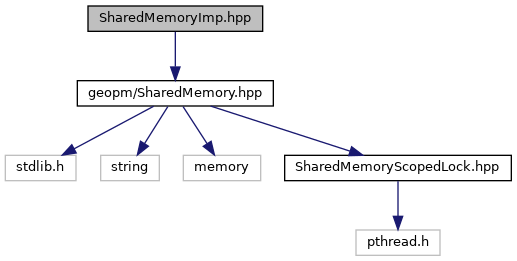 SharedMemoryImp.hpp
geopm/SharedMemory.hpp
stdlib.h
string
memory
SharedMemoryScopedLock.hpp
pthread.h